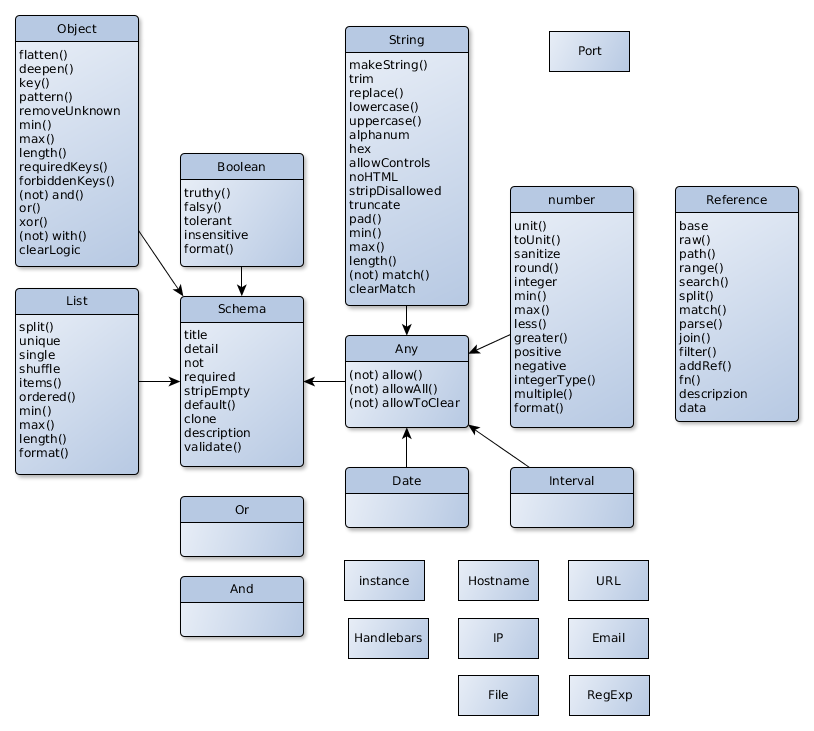 Object
flatten()
deepen()
key()
pattern()
removeUnknown
min()
max()
length()
requiredKeys()
forbiddenKeys()
(not) and()
or()
xor()
(not) with()
clearLogic
List
split()
unique
single
shuffle
items()
ordered()
min()
max()
length()
format()
Boolean
truthy()
falsy()
tolerant
insensitive
format()
Schema
title
detail
not
required
stripEmpty
default()
clone
description
validate()
Or
And
String
makeString()
trim
replace()
lowercase()
uppercase()
alphanum
hex
allowControls
noHTML
stripDisallowed
truncate
pad()
min()
max()
length()
(not) match()
clearMatch
Any
(not) allow()
(not) allowAll()
(not) allowToClear
Date
Port
number
unit()
toUnit()
sanitize
round()
integer
min()
max()
less()
greater()
positive
negative
integerType()
multiple()
format()
Interval
Reference
base
raw()
path()
range()
search()
split()
match()
parse()
join()
filter()
addRef()
fn()
descripzion
data
instance
Hostname
URL
Handlebars
IP
Email
File
RegExp